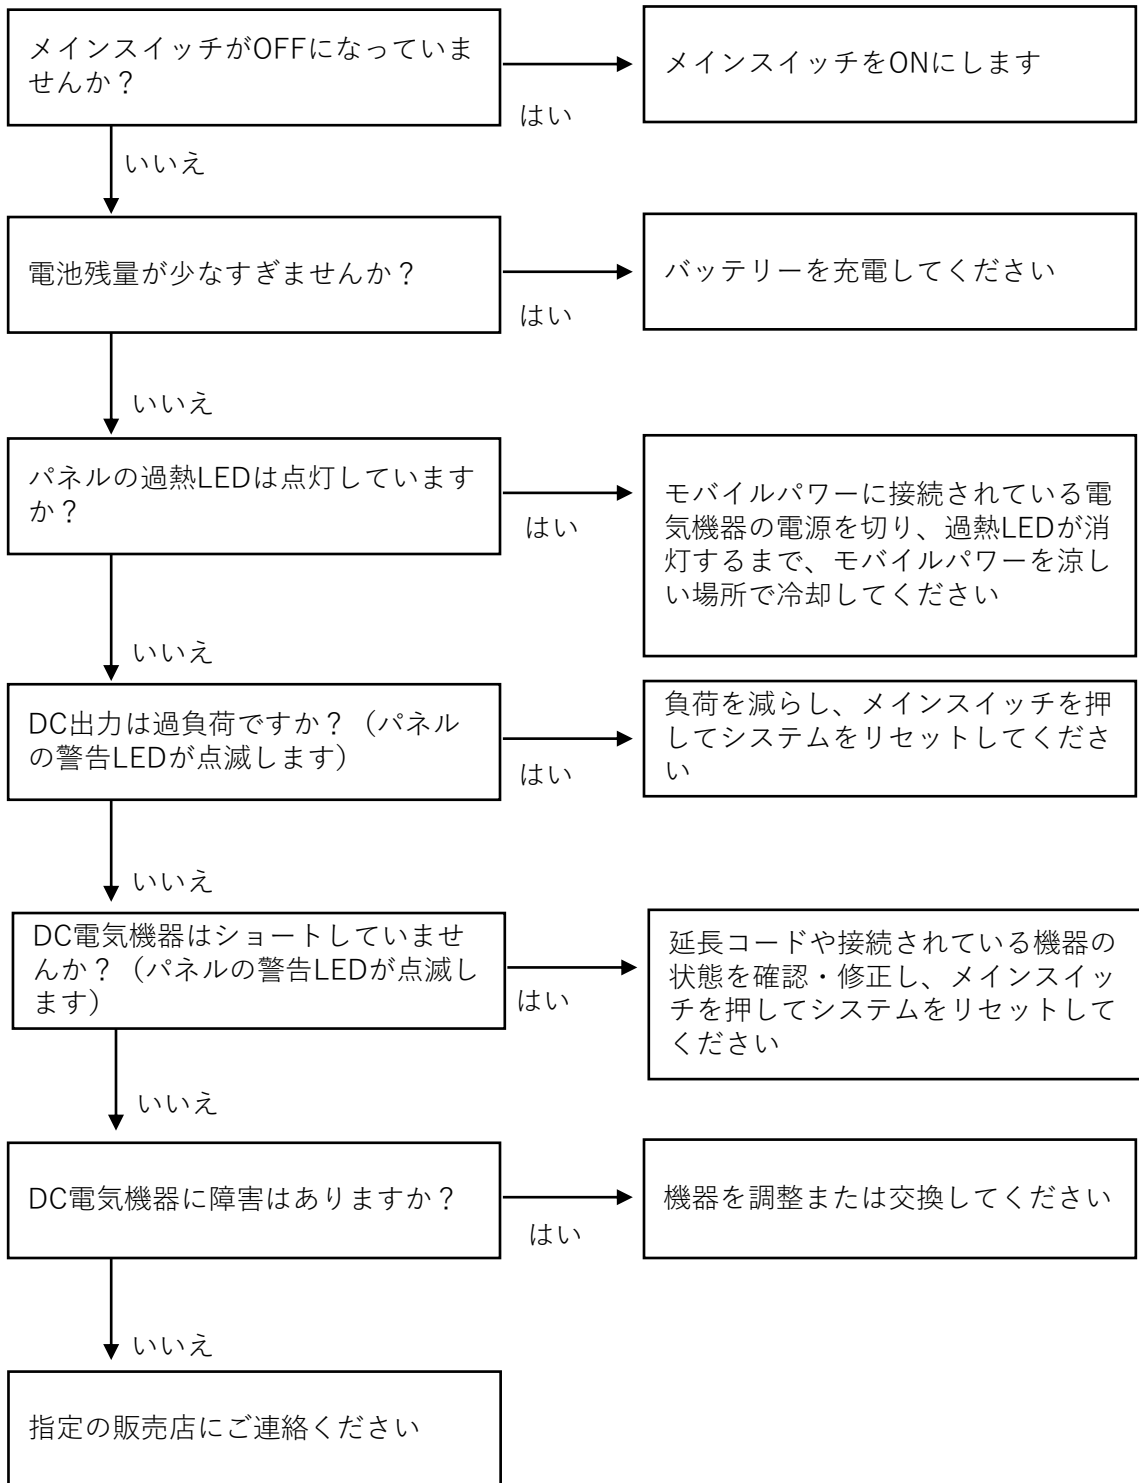 メインスイッチがOFFになっていま
せんか？
はい
メインスイッチをONにします
いいえ
電池残量が少なすぎませんか？
はい
バッテリーを充電してください
いいえ
パネルの過熱LEDは点灯しています
か？
はい
モバイルパワーに接続されている電
気機器の電源を切り、過熱LEDが消
灯するまで、モバイルパワーを涼し
い場所で冷却してください
いいえ
DC出力は過負荷ですか？（パネル
の警告LEDが点滅します）
はい
負荷を減らし、メインスイッチを押
してシステムをリセットしてくださ
い
いいえ
DC電気機器はショートしていませ
んか？（パネルの警告LEDが点滅し
ます）
はい
延長コードや接続されている機器の
状態を確認・修正し、メインスイッ
チを押してシステムをリセットして
ください
いいえ
DC電気機器に障害はありますか？
はい
機器を調整または交換してください
いいえ
指定の販売店にご連絡ください